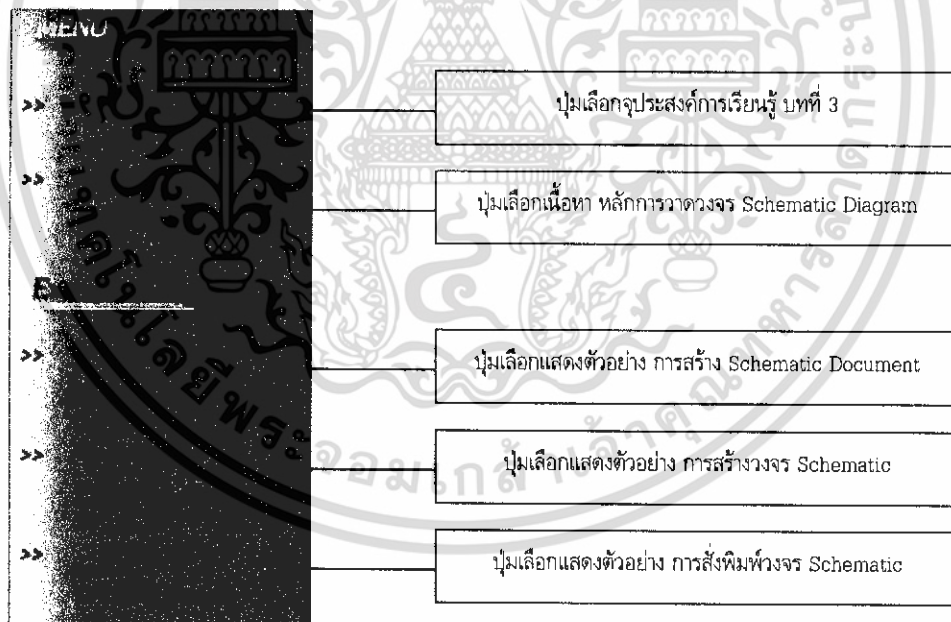 MENU
»
ปุ่มเลือกจุประสงค์การเรียนรู้ บทที่ 3
»
ปุ่มเลือกเนื้อหา หลักการวาดวงจร Schematic Diagram
»
ปุ่มเลือกแสดงตัวอย่าง การสร้าง Schematic Document
»
ปุ่มเลือกแสดงตัวอย่าง การสร้างวงจร Schematic
»
ปุ่มเลือกแสดงตัวอย่าง การสั่งพิมพ์วงจร Schematic